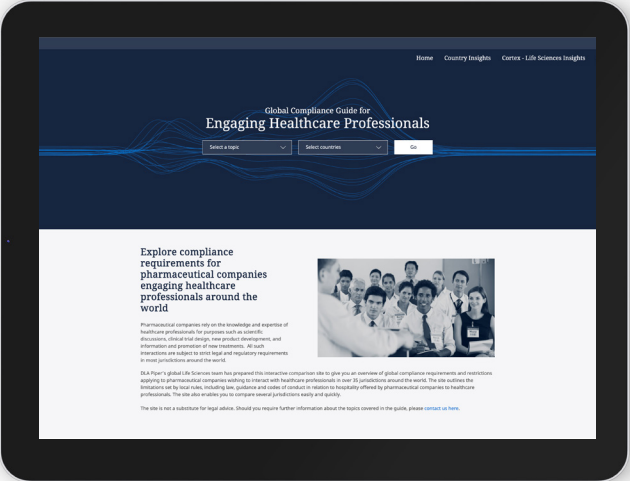 Home Country Insights Cortex - Life Sciences Insights
Global Compliance Guide for
Engaging Healthcare Professionals
Select a topic Select countries Go
Explore compliance
requirements for
pharmaceutical companies
engaging healthcare
professionals around the
world
Pharmaceutical companies rely on the knowledge and expertise of
healthcare professionals for purposes such as scientific
discussions, clinical trial design, new product development, and
information and promotion of new treatments. All such
interactions are subject to strict legal and regulatory requirements
in most jurisdictions around the world.
DLA Piper's global Life Sciences team has prepared this interactive comparison site to give you an overview of global compliance requirements and restrictions
applying to pharmaceutical companies wishing to interact with healthcare professionals in over 35 jurisdictions around the world. The site outlines the
limitations set by local rules, including law, guidance and codes of conduct in relation to hospitality offered by pharmaceutical companies to healthcare
professionals. The site also enables you to compare several jurisdictions easily and quickly.
The site is not a substitute for legal advice. Should you require further information about the topics covered in the guide, please contact us here.